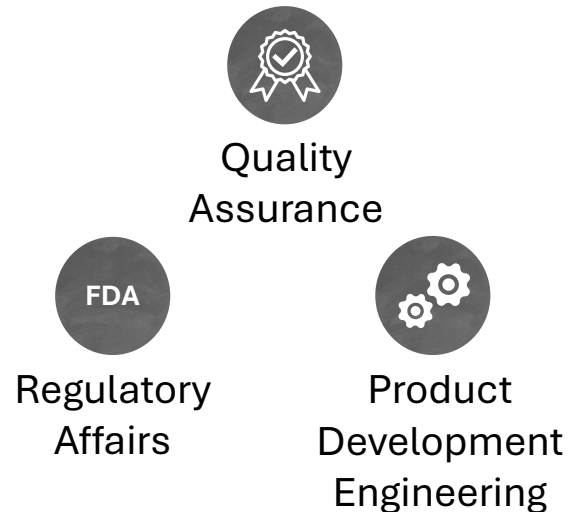 Quality
Assurance
FDA
Regulatory
Affairs
Product
Development
Engineering